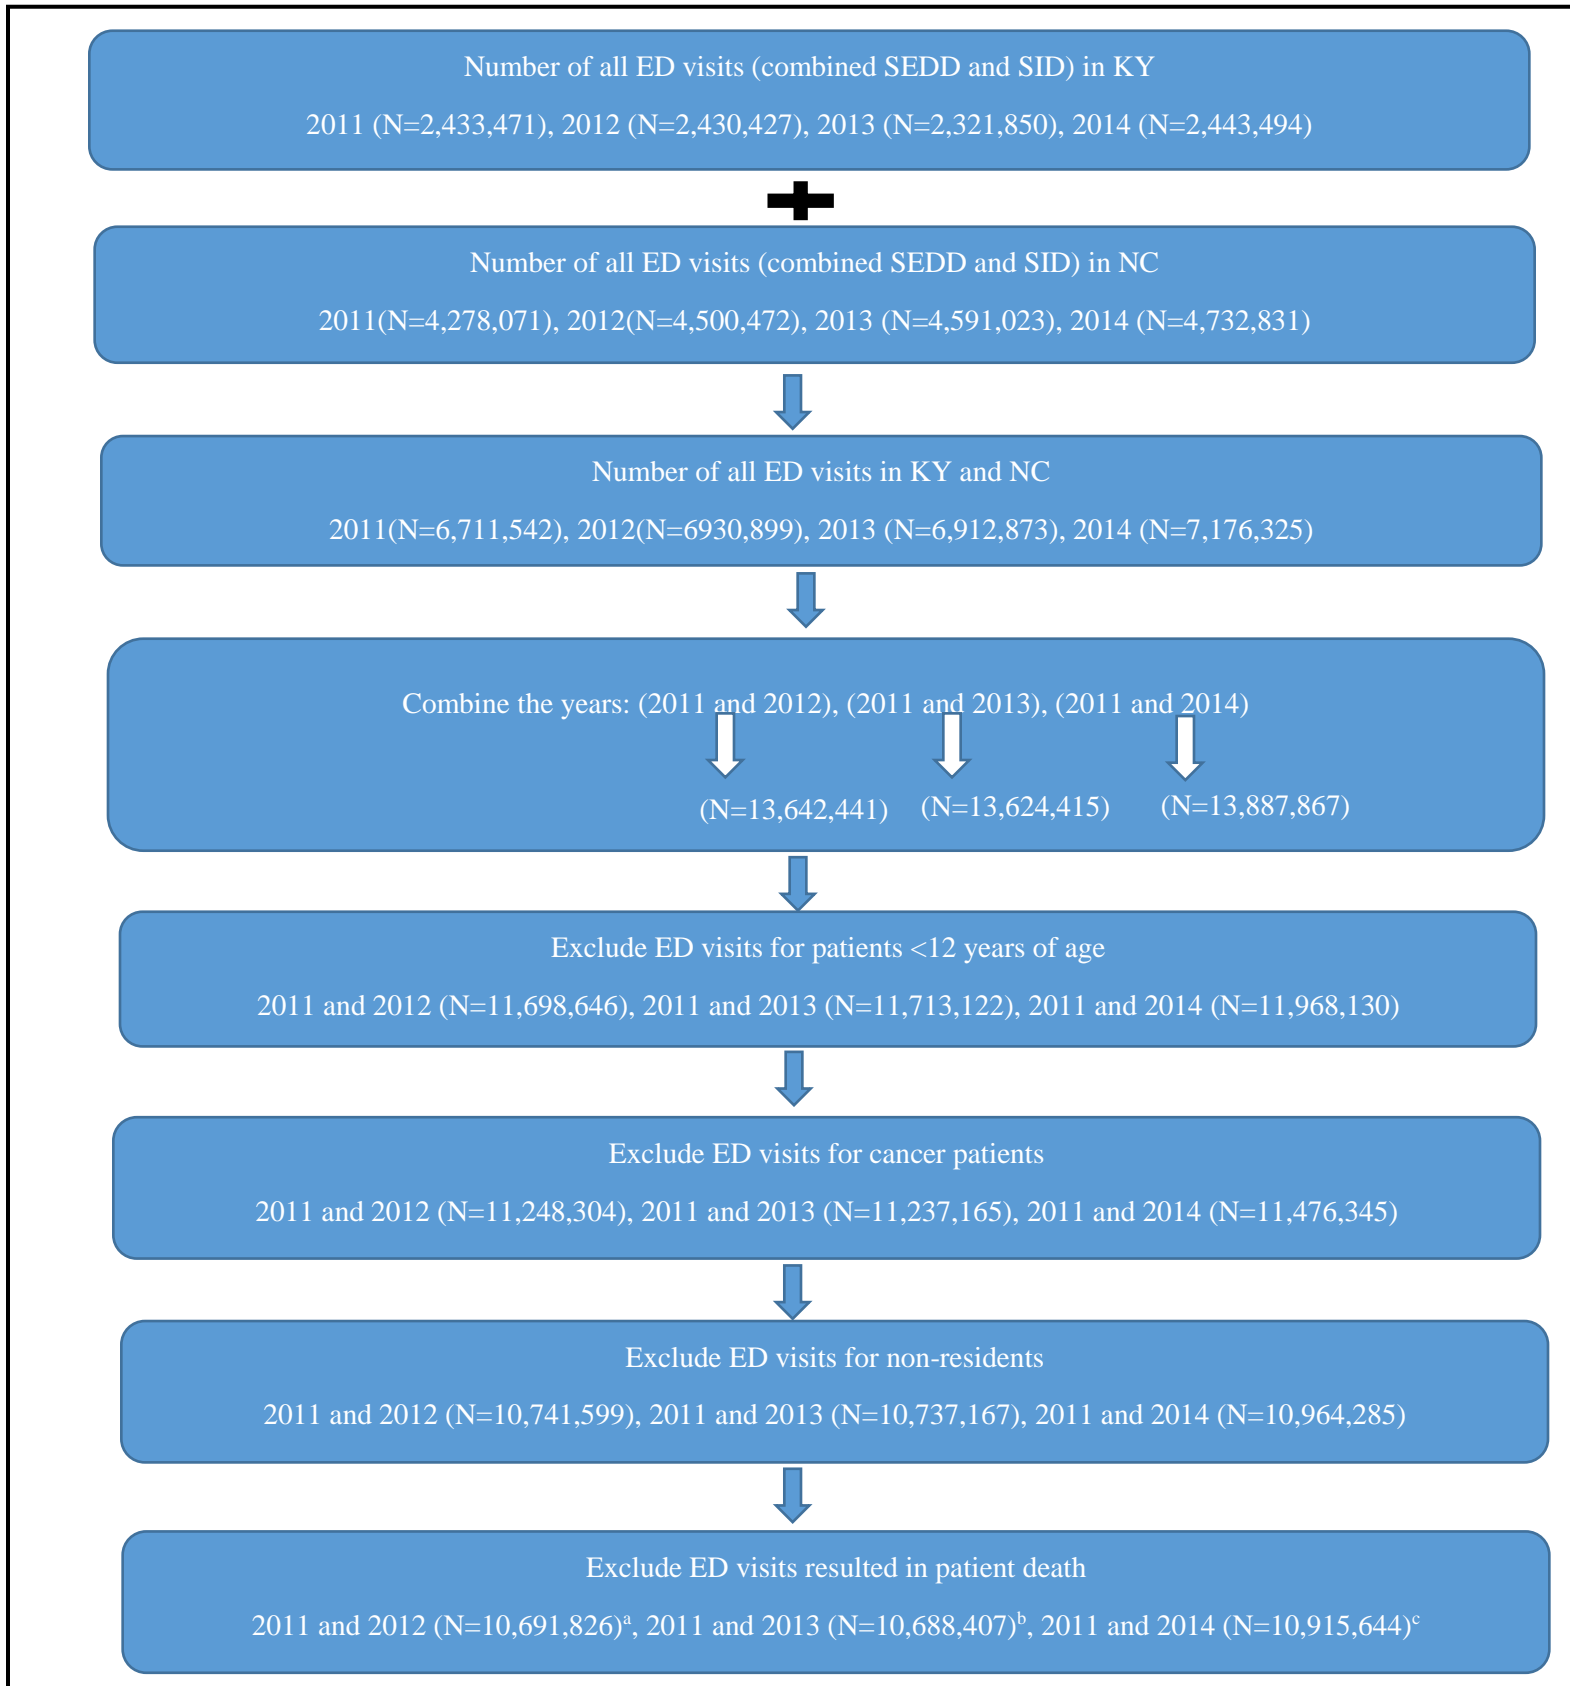 Number of all ED visits (combined SEDD and SID) in KY
2011 (N=2,433,471), 2012 (N=2,430,427), 2013 (N=2,321,850), 2014 (N=2,443,494)
Number of all ED visits (combined SEDD and SID) in NC
2011(N=4,278,071), 2012(N=4,500,472), 2013 (N=4,591,023), 2014 (N=4,732,831)
Number of all ED visits in KY and NC
2011(N=6,711,542), 2012(N=6930,899), 2013 (N=6,912,873), 2014 (N=7,176,325)
Combine the years: (2011 and 2012), (2011 and 2013), (2011 and 2014)
(N=13,642,441) (N=13,624,415) (N=13,887,867)
Exclude ED visits for patients <12 years of age
2011 and 2012 (N=11,698,646), 2011 and 2013 (N=11,713,122), 2011 and 2014 (N=11,968,130)
Exclude ED visits for cancer patients
2011 and 2012 (N=11,248,304), 2011 and 2013 (N=11,237,165), 2011 and 2014 (N=11,476,345)
Exclude ED visits for non-residents
2011 and 2012 (N=10,741,599), 2011 and 2013 (N=10,737,167), 2011 and 2014 (N=10,964,285)
Exclude ED visits resulted in patient death
2011 and 2012 (N=10,691,826)ᵃ, 2011 and 2013 (N=10,688,407)ᵇ, 2011 and 2014 (N=10,915,644)ᶜ